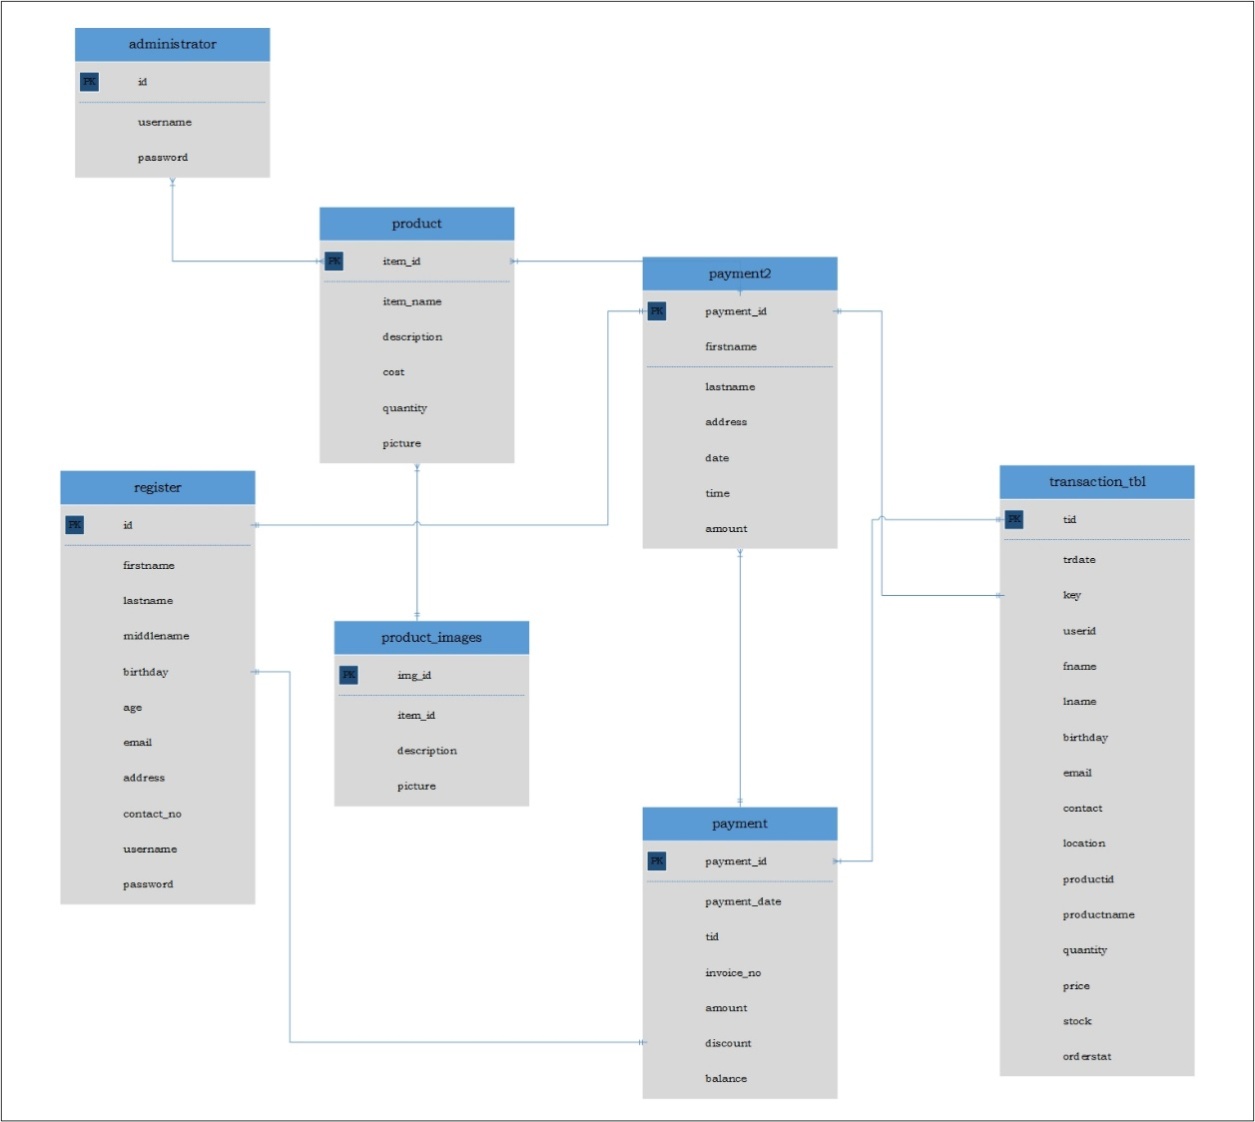 administrator
PK id
username
password
product
PK item_id
item_name
description
cost
quantity
picture
payment2
PK payment_id
firstname
lastname
address
date
time
amount
register
PK id
firstname
lastname
middlename
birthday
age
email
address
contact_no
username
password
product_images
PK img_id
item_id
description
picture
transaction_tbl
PK tid
trdate
key
userid
fname
lname
birthday
email
contact
location
productid
productname
quantity
price
stock
orderstat
payment
PK payment_id
payment_date
tid
invoice_no
amount
discount
balance